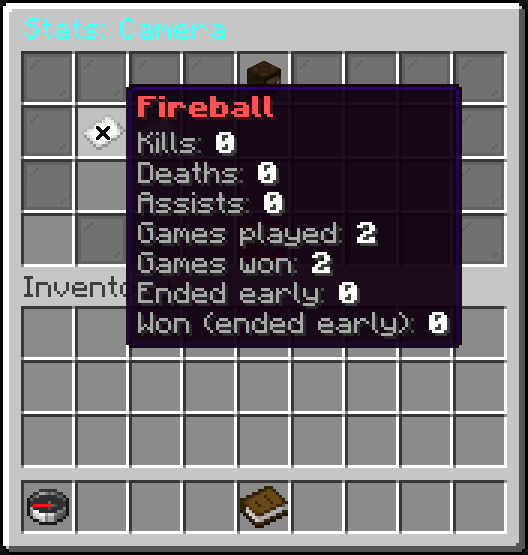 Stats: Camera
Fireball
Kills: 0
Deaths: 0
Assists: 0
Games played: 2
Games won: 2
Ended early: 0
Won (ended early): 0
Invento